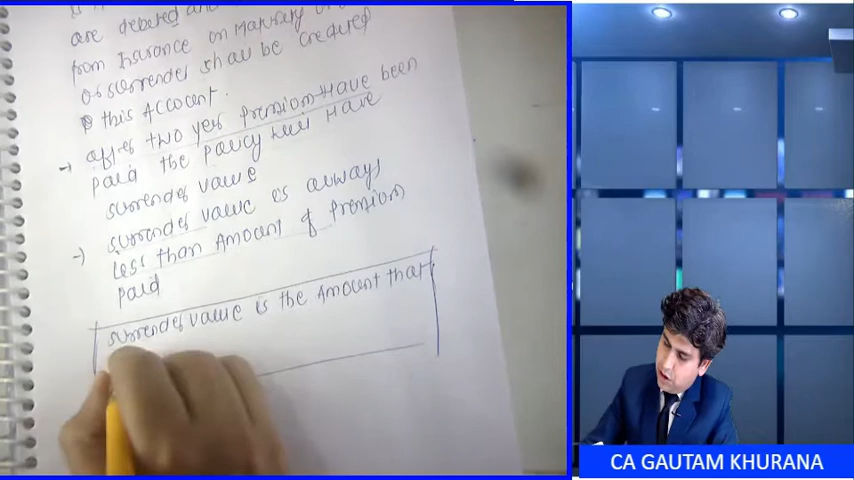 are debited and
from Insurance on Maturity
or surrender shall be credited
this Account.
-) after two year premium have been
paid the policy will have
surrender value
-) surrender value is always
less than Amount of premium
paid
surrender value is the Amount that
CA GAUTAM KHURANA